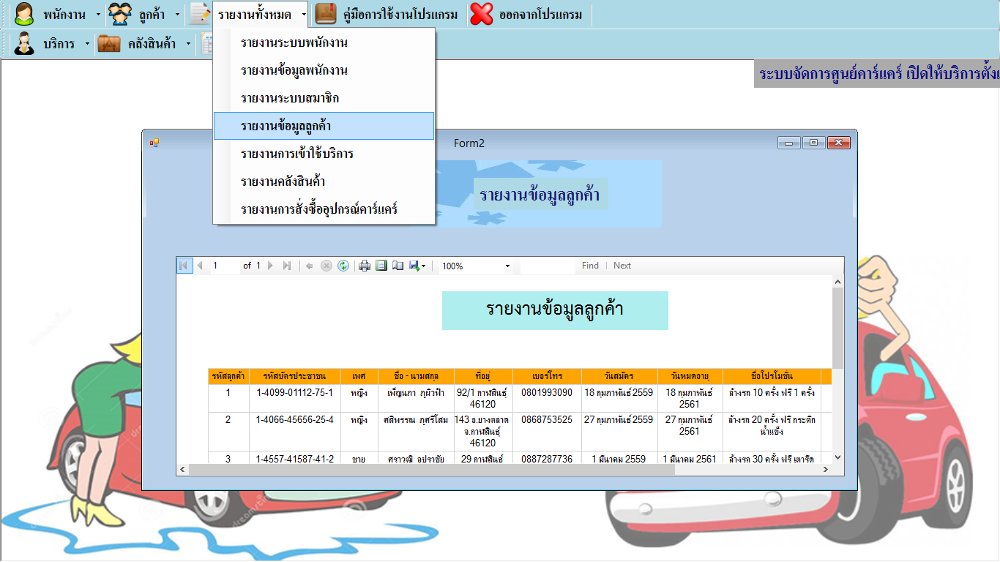 พนักงาน ลูกค้า รายงานทั้งหมด คู่มือการใช้งานโปรแกรม ออกจากโปรแกรม
บริการ คลังสินค้า
รายงานระบบพนักงาน
รายงานข้อมูลพนักงาน
รายงานระบบสมาชิก
รายงานข้อมูลลูกค้า
รายงานการเข้าใช้บริการ
รายงานคลังสินค้า
รายงานการสั่งซื้ออุปกรณ์คาร์แคร์
ระบบจัดการศูนย์คาร์แคร์ เปิดให้บริการตั้งแ
Form2
รายงานข้อมูลลูกค้า
1 of 1 100% Find | Next
รายงานข้อมูลลูกค้า
รหัสลูกค้า รหัสบัตรประชาชน เพศ ชื่อ - นามสกุล ที่อยู่ เบอร์โทร วันสมัคร วันหมดอายุ ชื่อโปรโมชั่น
1 1-4099-01112-75-1 หญิง เพ็ญนภา ภูผิวฟ้า 92/1 กาฬสินธุ์ 0801993090 18 กุมภาพันธ์ 2559 18 กุมภาพันธ์ ล้างรถ 10 ครั้ง ฟรี 1 ครั้ง
46120 2561
2 1-4066-45656-25-4 หญิง ศสิพรรณ ภูศรีโสม 143 อ.ยางตลาด 0868753525 27 กุมภาพันธ์ 2559 27 กุมภาพันธ์ ล้างรถ 20 ครั้ง ฟรี กระติก
จ.กาฬสินธุ์ 2561 น้ำแข็ง
46120
3 1-4557-41587-41-2 ชาย ศราวุฒิ อุปราชัย 29 กาฬสินธุ์ 0887287736 1 มีนาคม 2559 1 มีนาคม 2561 ล้างรถ 30 ครั้ง ฟรี เตารีด